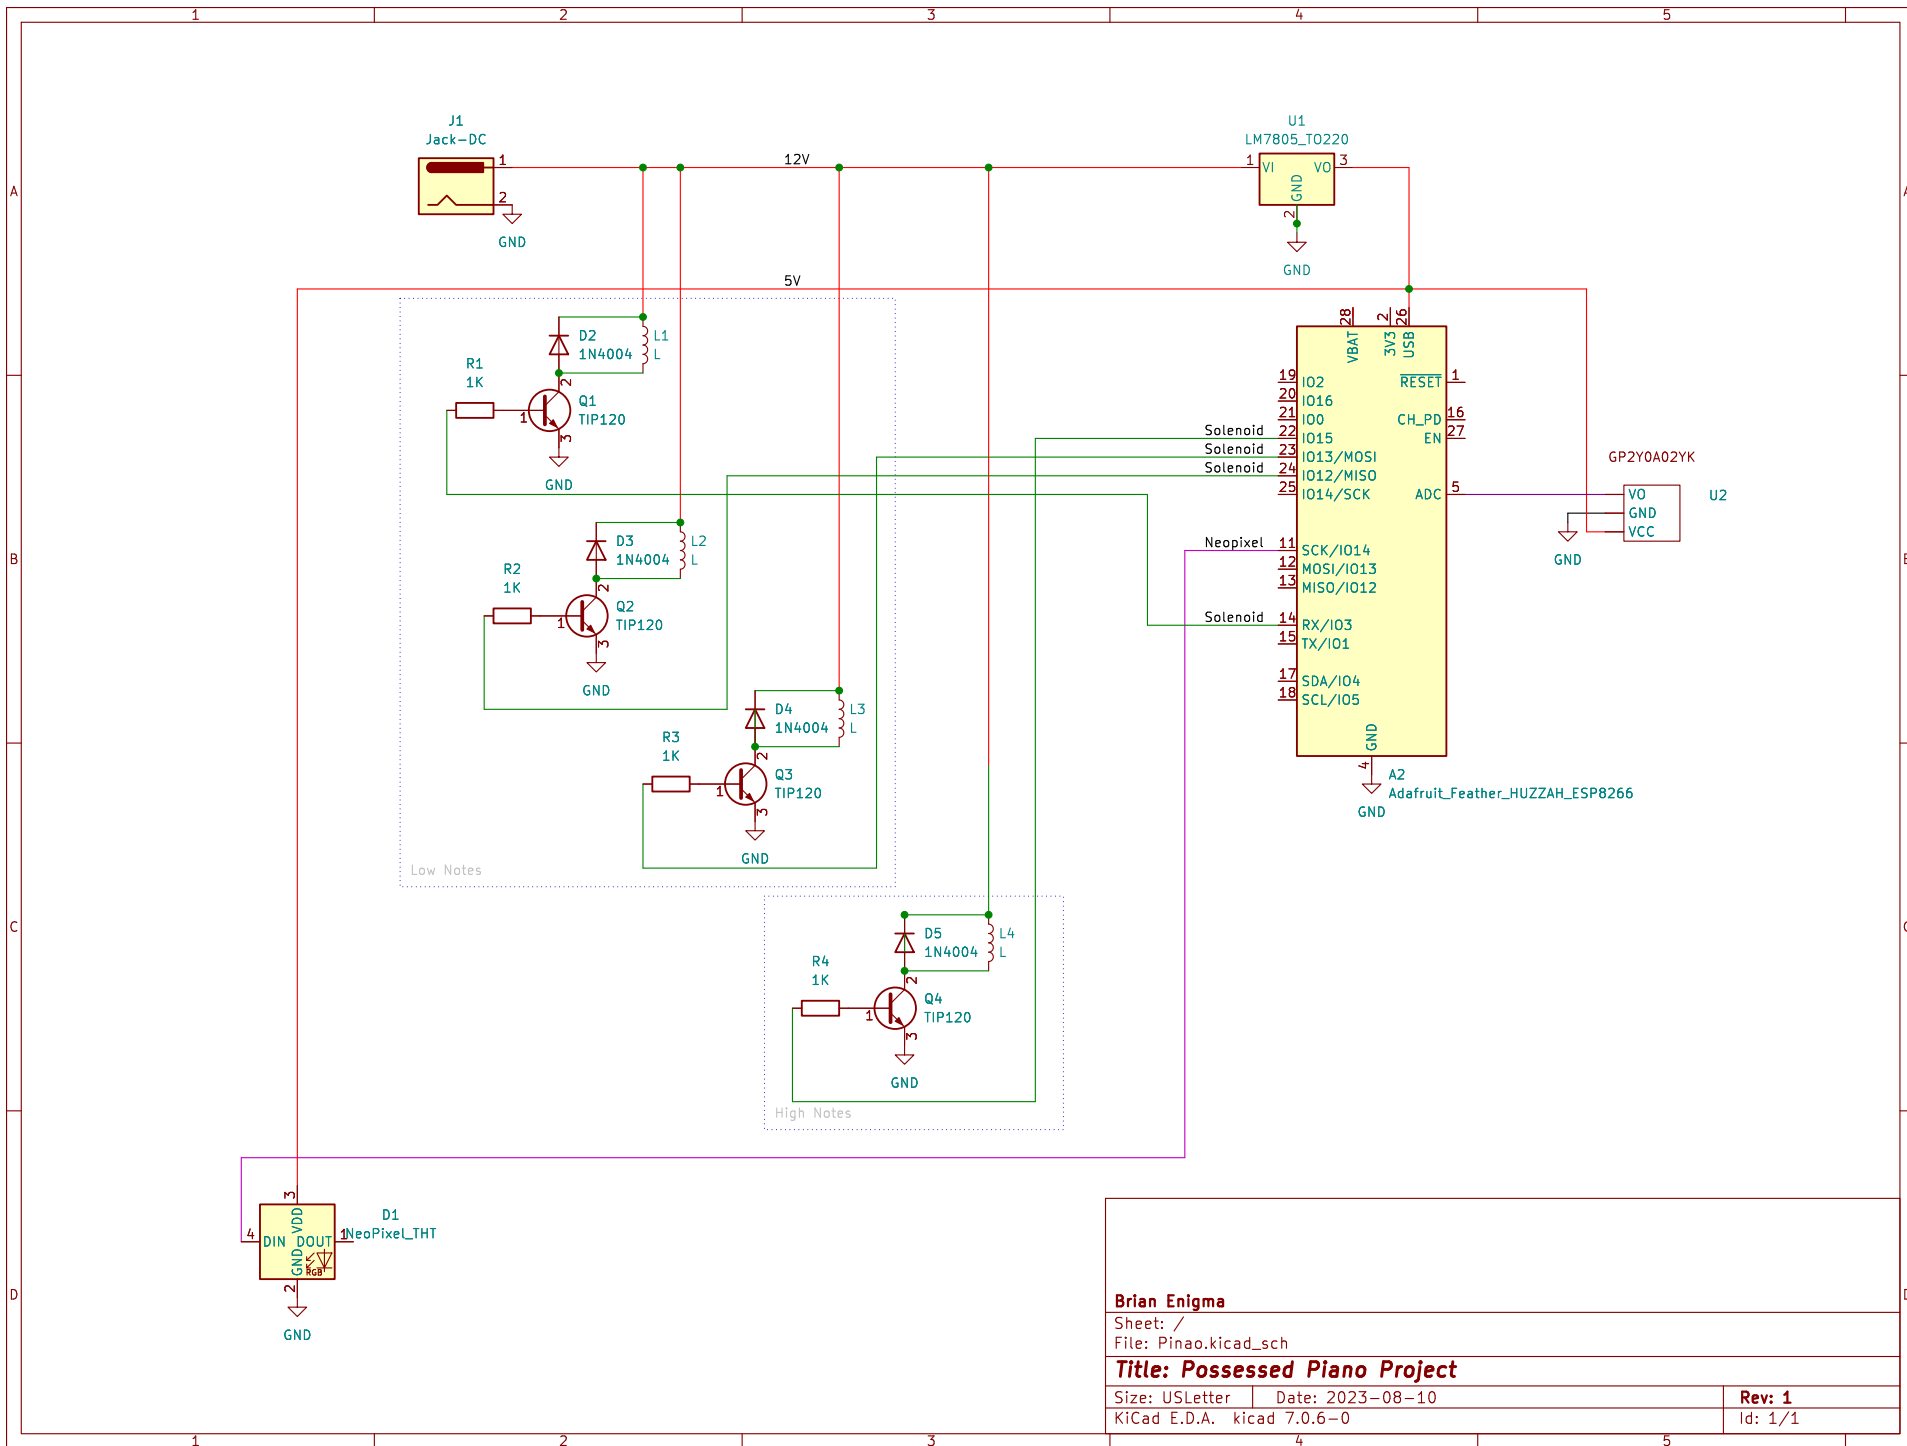 1 2 3 4 5
J1
Jack-DC
1
2
GND
12V
U1
LM7805_TO220
1 VI VO 3
GND
2
GND
A
5V
D2
1N4004
L1
L
R1
1K
2
Q1
TIP120
1
3
GND
D3
1N4004
L2
L
R2
1K
2
Q2
TIP120
1
3
GND
D4
1N4004
L3
L
R3
1K
2
Q3
TIP120
1
3
GND
Low Notes
D5
1N4004
L4
L
R4
1K
2
Q4
TIP120
1
3
GND
High Notes
28 2 26
VBAT 3V3 USB
19 IO2 RESET 1
20 IO16
21 IO0 CH_PD 16
Solenoid 22 IO15 EN 27
Solenoid 23 IO13/MOSI
Solenoid 24 IO12/MISO
25 IO14/SCK ADC 5
Neopixel 11 SCK/IO14
12 MOSI/IO13
13 MISO/IO12
Solenoid 14 RX/IO3
15 TX/IO1
17 SDA/IO4
18 SCL/IO5
GND
4
A2
Adafruit_Feather_HUZZAH_ESP8266
GND
GP2Y0A02YK
VO
GND
VCC
U2
GND
B
C
D
3
VDD
4 DIN DOUT 1
GND
RGB
2
D1
NeoPixel_THT
GND
Brian Enigma
Sheet: /
File: Pinao.kicad_sch
Title: Possessed Piano Project
Size: USLetter Date: 2023-08-10 Rev: 1
KiCad E.D.A. kicad 7.0.6-0 Id: 1/1
1 2 3 4 5